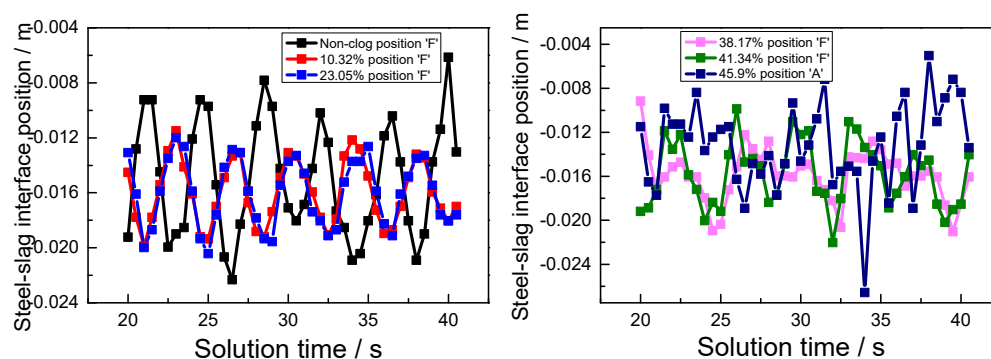 Steel-slag interface position / m
-0.004
-0.008
-0.012
-0.016
-0.020
-0.024
Non-clog position 'F'
10.32% position 'F'
23.05% position 'F'
20 25 30 35 40
Solution time / s
Steel-slag interface position / m
-0.004
-0.008
-0.012
-0.016
-0.020
-0.024
38.17% position 'F'
41.34% position 'F'
45.9% position 'A'
20 25 30 35 40
Solution time / s